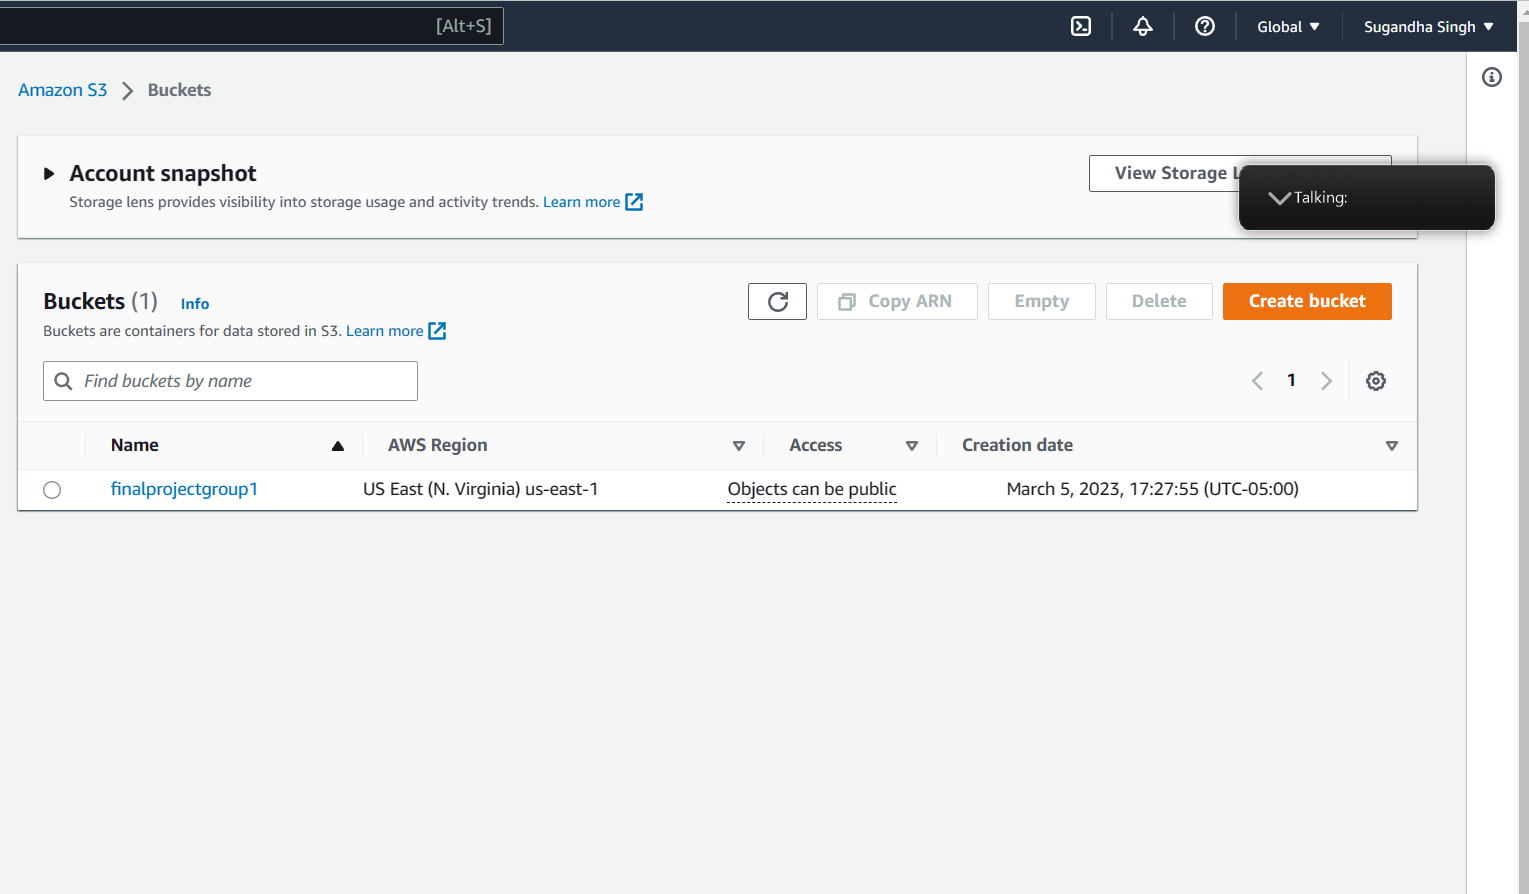 [Alt+S] Global Sugandha Singh
Amazon S3 Buckets
Account snapshot
View Storage
Storage lens provides visibility into storage usage and activity trends. Learn more
Talking:
Buckets (1) Info
Copy ARN Empty Delete Create bucket
Buckets are containers for data stored in S3. Learn more
Find buckets by name
1
Name AWS Region Access Creation date
finalprojectgroup1 US East (N. Virginia) us-east-1 Objects can be public March 5, 2023, 17:27:55 (UTC-05:00)